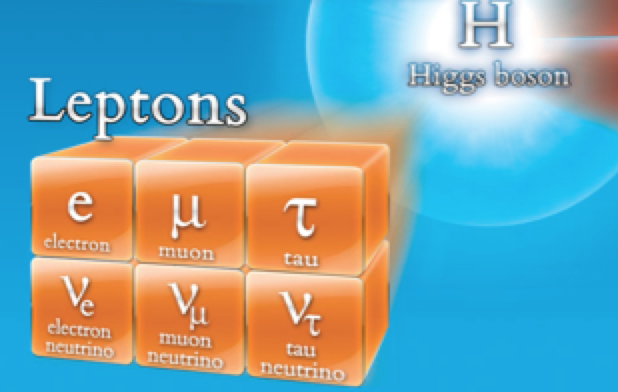 H
Higgs boson
Leptons
e
electron
μ
muon
τ
tau
νe
electron
neutrino
νμ
muon
neutrino
ντ
tau
neutrino